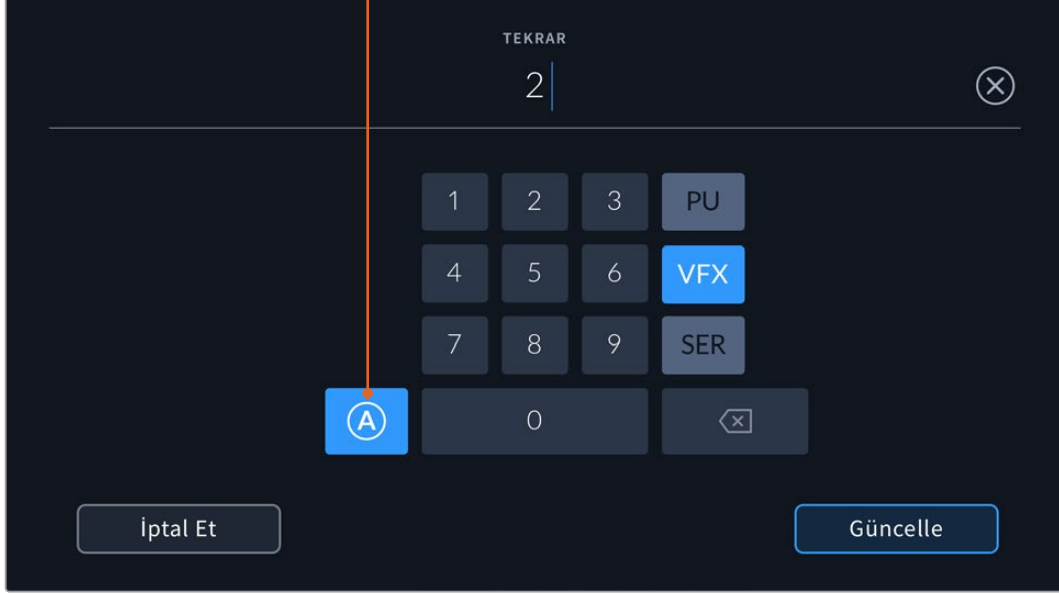 TEKRAR
2
1 2 3 PU
4 5 6 VFX
7 8 9 SER
A 0
İptal Et Güncelle